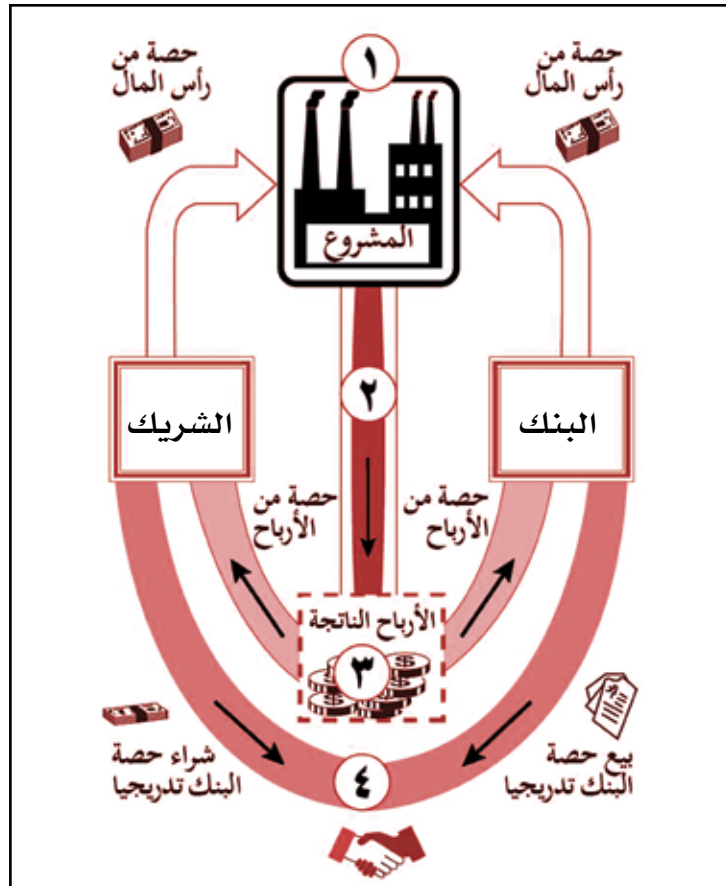 ١
حصة من
رأس المال
حصة من
رأس المال
المشروع
٢
البنك
الشريك
حصة من
الأرباح
حصة من
الأرباح
الأرباح الناتجة
٣
بيع حصة
البنك تدريجيا
شراء حصة
البنك تدريجيا
٤